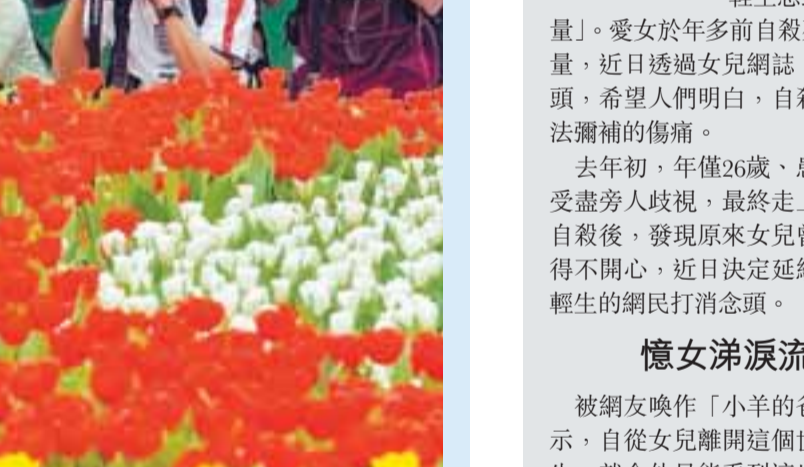 量」。愛女於年多前自殺
量，近日透過女兒網誌
頭，希望人們明白，自殺
法彌補的傷痛。
去年初，年僅26歲、患
受盡旁人歧視，最終走上
自殺後，發現原來女兒曾
得不開心，近日決定延續
輕生的網民打消念頭。
憶女涕淚流
被網友喚作「小羊的爸
示，自從女兒離開這個世